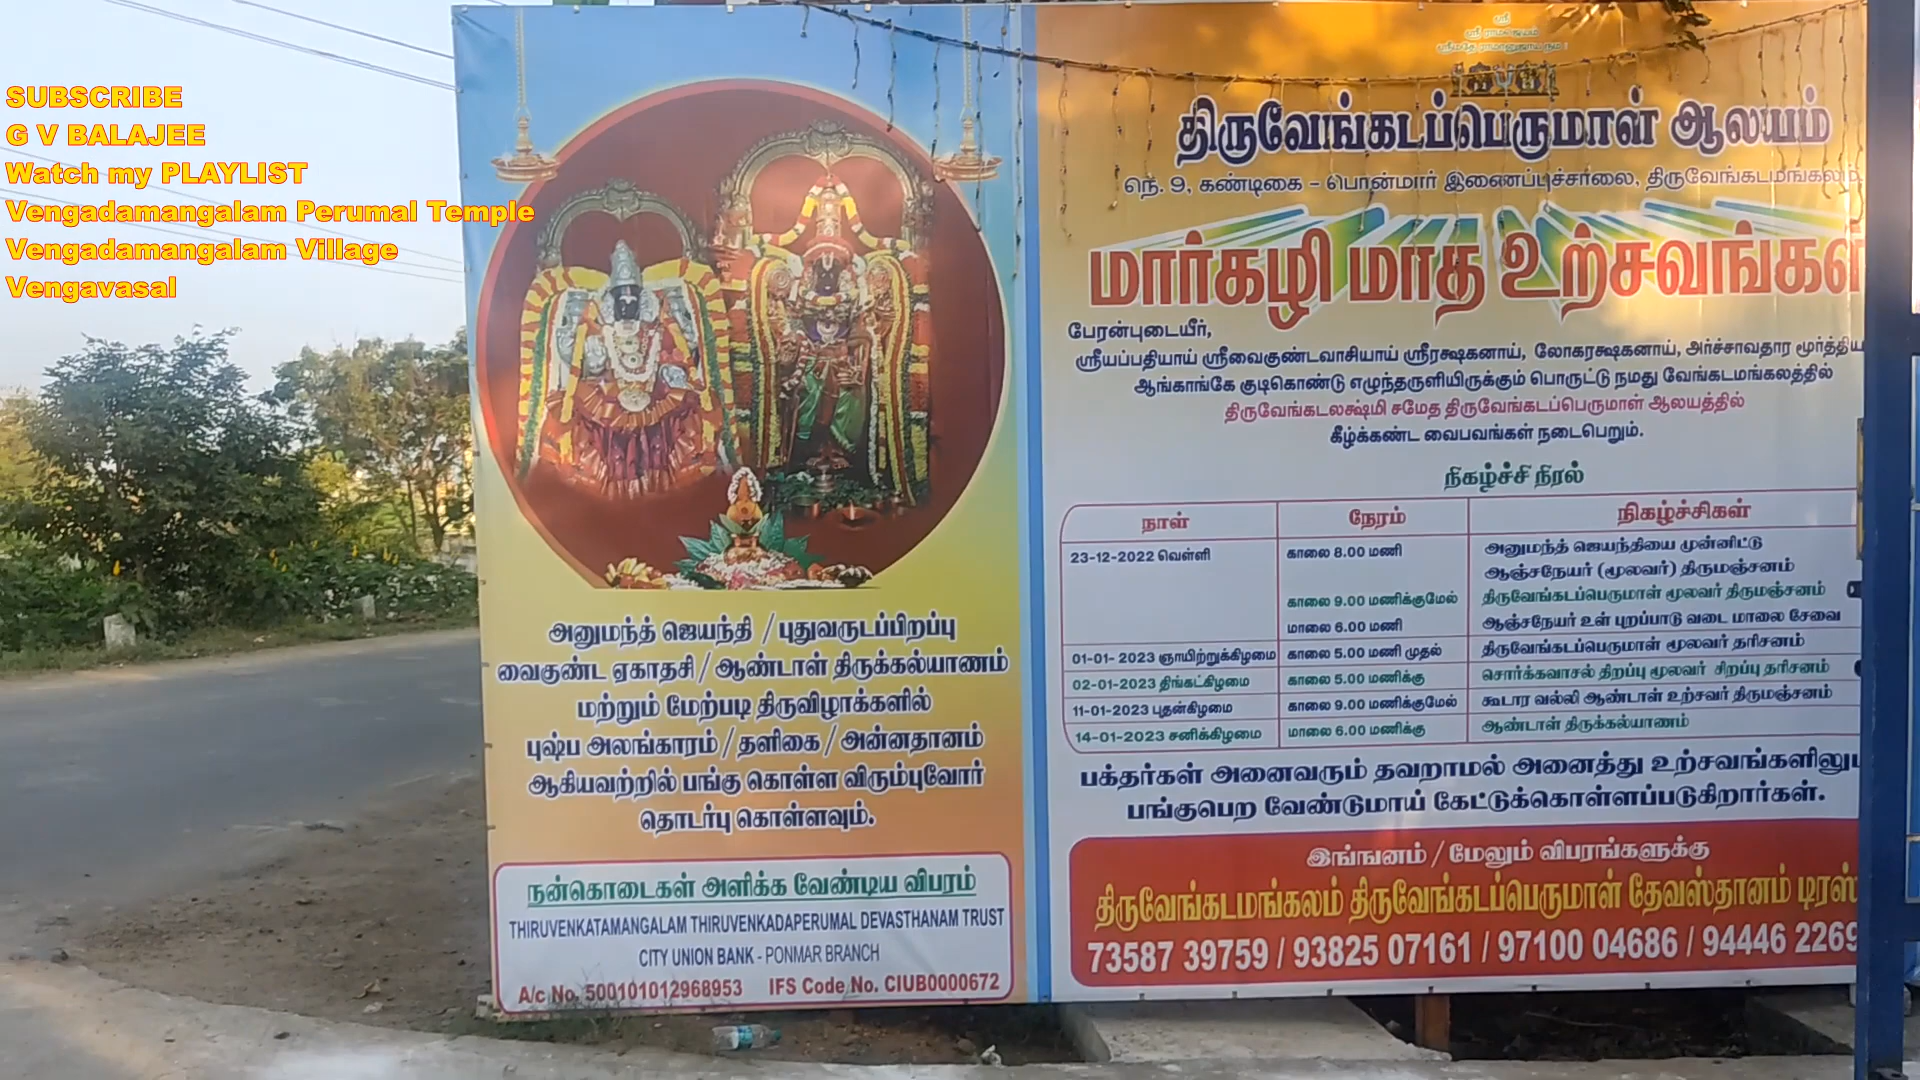 SUBSCRIBE
G V BALAJEE
Watch my PLAYLIST
Vengadamangalam Perumal Temple
Vengadamangalam Village
Vengavasal
அனுமந்த் ஜெயந்தி / புதுவருடப்பிறப்பு
வைகுண்ட ஏகாதசி / ஆண்டாள் திருக்கல்யாணம்
மற்றும் மேற்படி திருவிழாக்களில்
புஷ்ப அலங்காரம் / தளிகை / அன்னதானம்
ஆகியவற்றில் பங்கு கொள்ள விரும்புவோர்
தொடர்பு கொள்ளவும்.
நன்கொடைகள் அளிக்க வேண்டிய விபரம்
THIRUVENKATAMANGALAM THIRUVENKADAPERUMAL DEVASTHANAM TRUST
CITY UNION BANK - PONMAR BRANCH
A/c No. 500101012968953 IFS Code No. CIUB0000672
ஸ்ரீ
ஸ்ரீ ராமஜெயம்
ஸ்ரீமதே ராமானுஜாய நம :
திருவேங்கடப்பெருமாள் ஆலயம்
நெ. 9, கண்டிகை - பொன்மார் இணைப்புச்சாலை, திருவேங்கடமங்கலம்
மார்கழி மாத உற்சவங்கள்
பேரன்புடையீர்,
ஸ்ரீயப்பதியாய் ஸ்ரீவைகுண்டவாசியாய் ஸ்ரீரக்ஷகனாய், லோகரக்ஷகனாய், அர்ச்சாவதார மூர்த்திய
ஆங்காங்கே குடிகொண்டு எழுந்தருளியிருக்கும் பொருட்டு நமது வேங்கடமங்கலத்தில்
திருவேங்கடலக்ஷ்மி சமேத திருவேங்கடப்பெருமாள் ஆலயத்தில்
கீழ்க்கண்ட வைபவங்கள் நடைபெறும்.
நிகழ்ச்சி நிரல்
நாள் நேரம் நிகழ்ச்சிகள்
23-12-2022 வெள்ளி காலை 8.00 மணி அனுமந்த் ஜெயந்தியை முன்னிட்டு
ஆஞ்சநேயர் (மூலவர்) திருமஞ்சனம்
காலை 9.00 மணிக்குமேல் திருவேங்கடப்பெருமாள் மூலவர் திருமஞ்சனம்
மாலை 6.00 மணி ஆஞ்சநேயர் உள் புறப்பாடு வடை மாலை சேவை
01-01- 2023 ஞாயிற்றுக்கிழமை காலை 5.00 மணி முதல் திருவேங்கடப்பெருமாள் மூலவர் தரிசனம்
02-01-2023 திங்கட்கிழமை காலை 5.00 மணிக்கு சொர்க்கவாசல் திறப்பு மூலவர் சிறப்பு தரிசனம்
11-01-2023 புதன்கிழமை காலை 9.00 மணிக்குமேல் கூடார வல்லி ஆண்டாள் உற்சவர் திருமஞ்சனம்
14-01-2023 சனிக்கிழமை மாலை 6.00 மணிக்கு ஆண்டாள் திருக்கல்யாணம்
பக்தர்கள் அனைவரும் தவறாமல் அனைத்து உற்சவங்களிலும்
பங்குபெற வேண்டுமாய் கேட்டுக்கொள்ளப்படுகிறார்கள்.
இங்ஙனம் / மேலும் விபரங்களுக்கு
திருவேங்கடமங்கலம் திருவேங்கடப்பெருமாள் தேவஸ்தானம் டிரஸ்
73587 39759 / 93825 07161 / 97100 04686 / 94446 2269